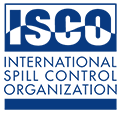 ISCO
INTERNATIONAL
SPILL CONTROL
ORGANIZATION